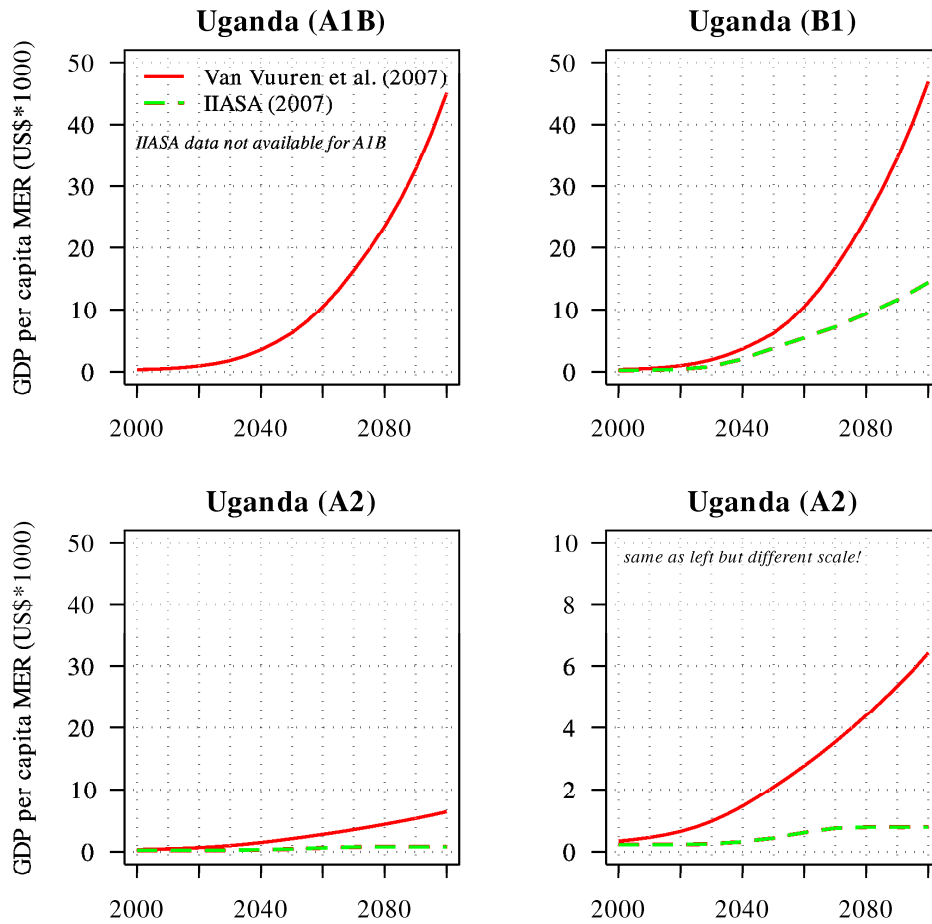 Uganda (A1B)
GDP per capita MER (US$*1000)
50
40
30
20
10
0
Van Vuuren et al. (2007)
IIASA (2007)
IIASA data not available for A1B
2000 2040 2080
Uganda (B1)
50
40
30
20
10
0
2000 2040 2080
Uganda (A2)
GDP per capita MER (US$*1000)
50
40
30
20
10
0
2000 2040 2080
Uganda (A2)
10
8
6
4
2
0
same as left but different scale!
2000 2040 2080